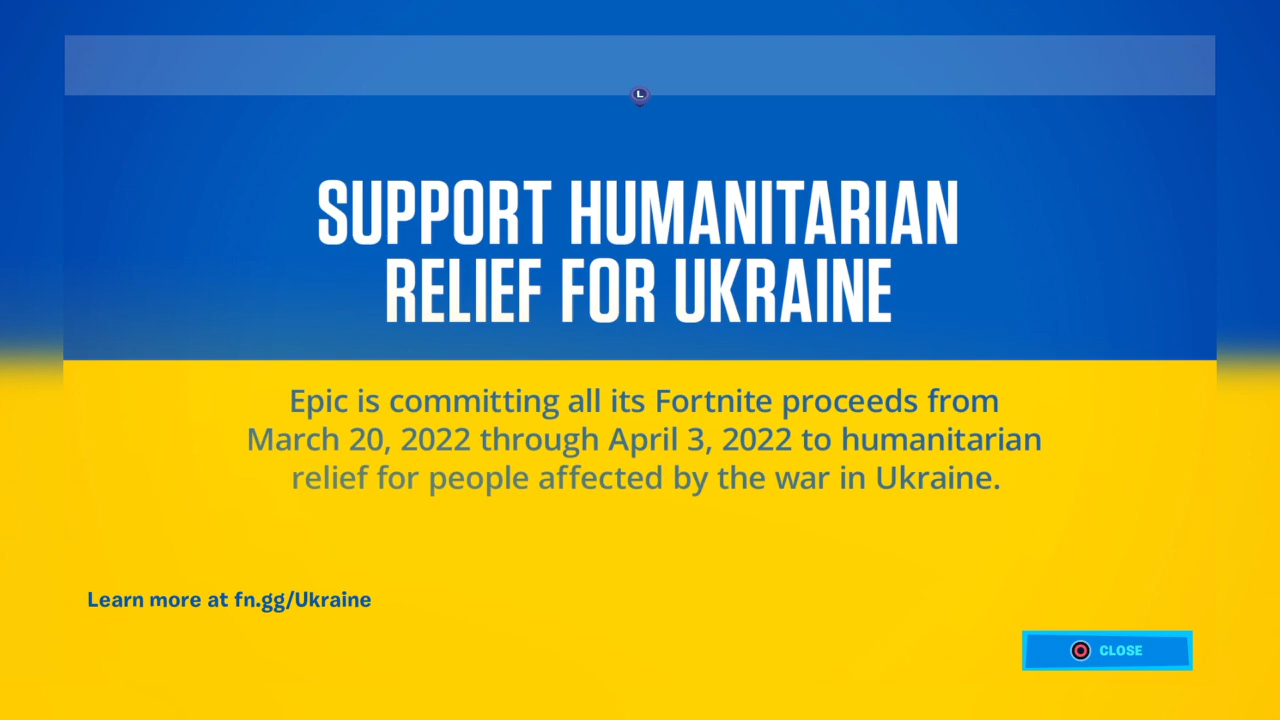 L
SUPPORT HUMANITARIAN
RELIEF FOR UKRAINE
Epic is committing all its Fortnite proceeds from
March 20, 2022 through April 3, 2022 to humanitarian
relief for people affected by the war in Ukraine.
Learn more at fn.gg/Ukraine
CLOSE